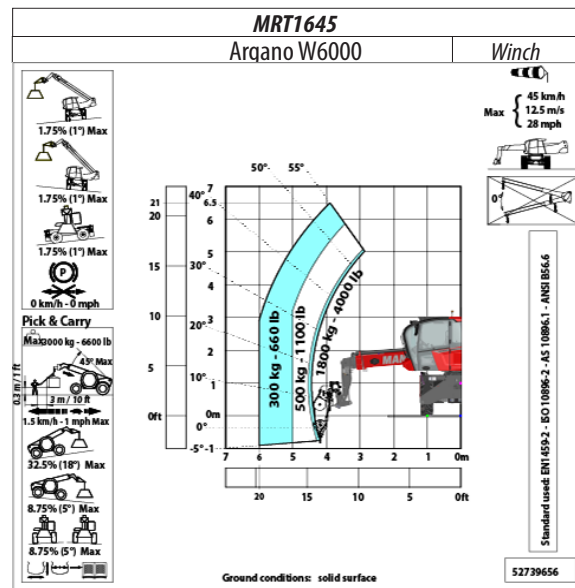 MRT1645
Argano W6000
Winch
1.75% (1°) Max
1.75% (1°) Max
1.75% (1°) Max
P
0 km/h - 0 mph
Pick & Carry
Max
3000 kg - 6600 lb
45° Max
0.3 m/1 ft
3 m / 10 ft
1.5 km/h - 1 mph Max
32.5% (18°) Max
8.75% (5°) Max
8.75% (5°) Max
50°
55°
40°
30°
20°
10°
0°
-5°
21
20
15
10
5
0ft
7
6.5
6
5
4
3
2
1
0m
-1
300 kg - 660 lb
500 kg - 1100 lb
1800 kg - 4000 lb
MAN
7
6
5
4
3
2
1
0m
20
15
10
5
0ft
Ground conditions: solid surface
Max
45 km/h
12.5 m/s
28 mph
0°
Standard used: EN1459-2 - ISO 10896-2 - AS 10896.1 - ANSI B56.6
52739656